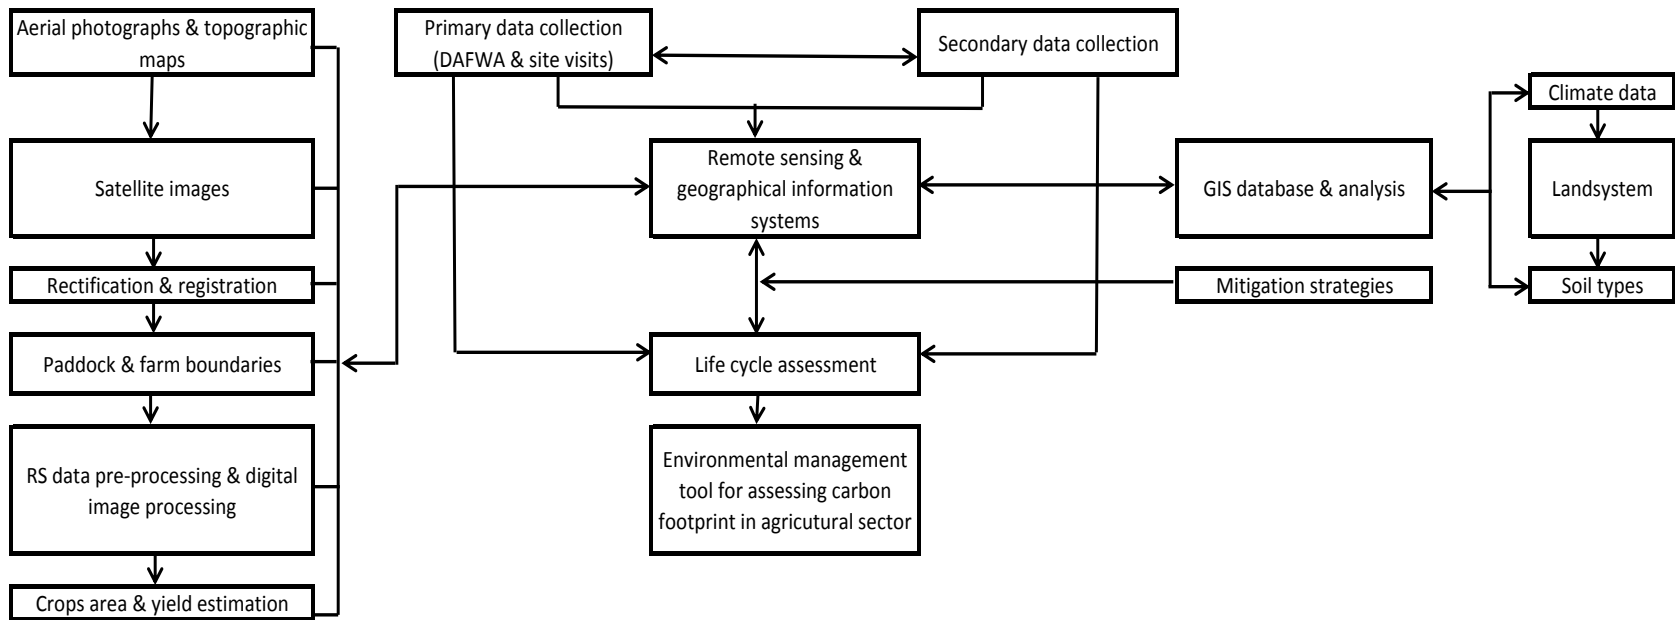 Aerial photographs & topographic
maps
Primary data collection
(DAFWA & site visits)
Secondary data collection
Climate data
Satellite images
Remote sensing &
geographical information
systems
GIS database & analysis
Landsystem
Rectification & registration
Mitigation strategies
Soil types
Paddock & farm boundaries
Life cycle assessment
RS data pre-processing & digital
image processing
Environmental management
tool for assessing carbon
footprint in agricutural sector
Crops area & yield estimation